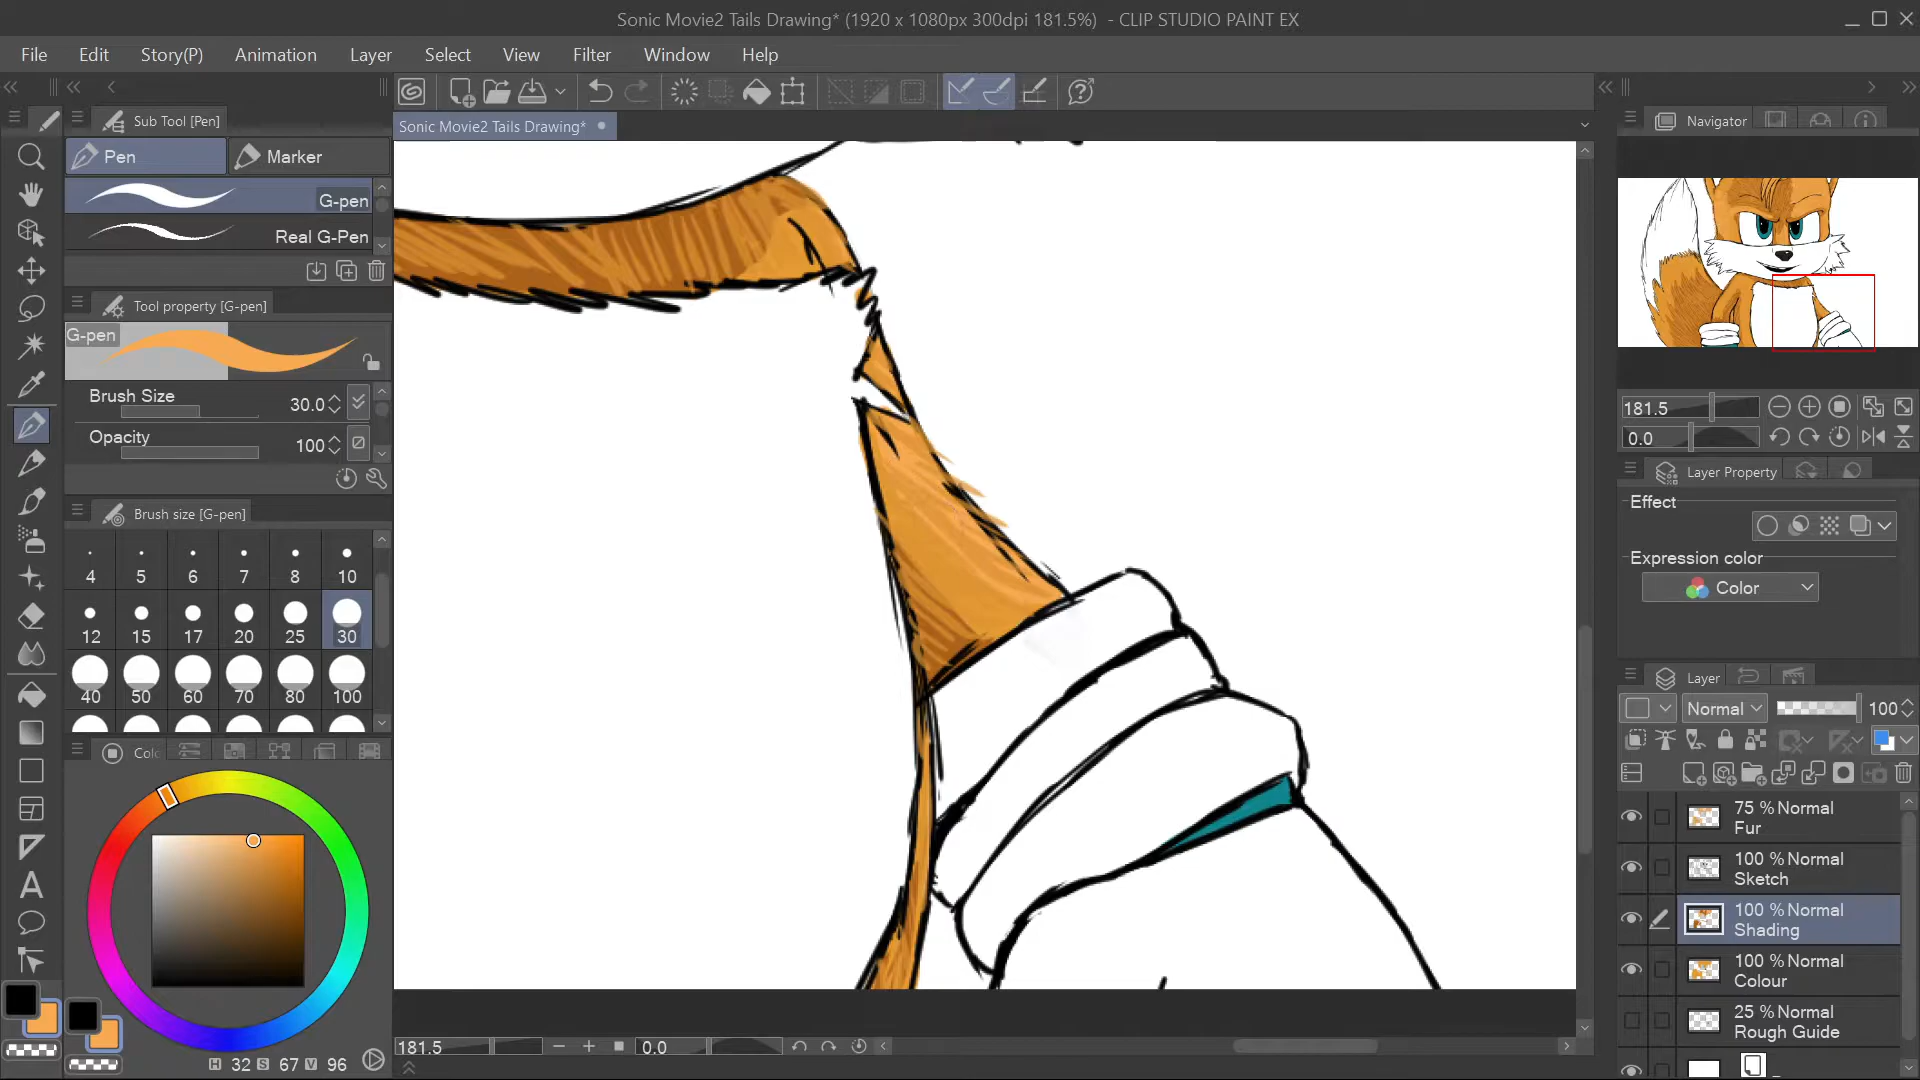 Sonic Movie2 Tails Drawing* (1920 x 1080px 300dpi 181.5%) - CLIP STUDIO PAINT EX
File Edit Story(P) Animation Layer Select View Filter Window Help
Sub Tool [Pen]
Pen Marker
G-pen
Real G-Pen
Tool property [G-pen]
G-pen
Brush Size 30.0
Opacity 100
Brush size [G-pen]
4 5 6 7 8 10
12 15 17 20 25 30
40 50 60 70 80 100
H 32 S 67 V 96
Sonic Movie2 Tails Drawing*
181.5 0.0
Navigator
181.5
0.0
Layer Property
Effect
Expression color
Color
Layer
Normal 100
75 % Normal
Fur
100 % Normal
Sketch
100 % Normal
Shading
100 % Normal
Colour
25 % Normal
Rough Guide